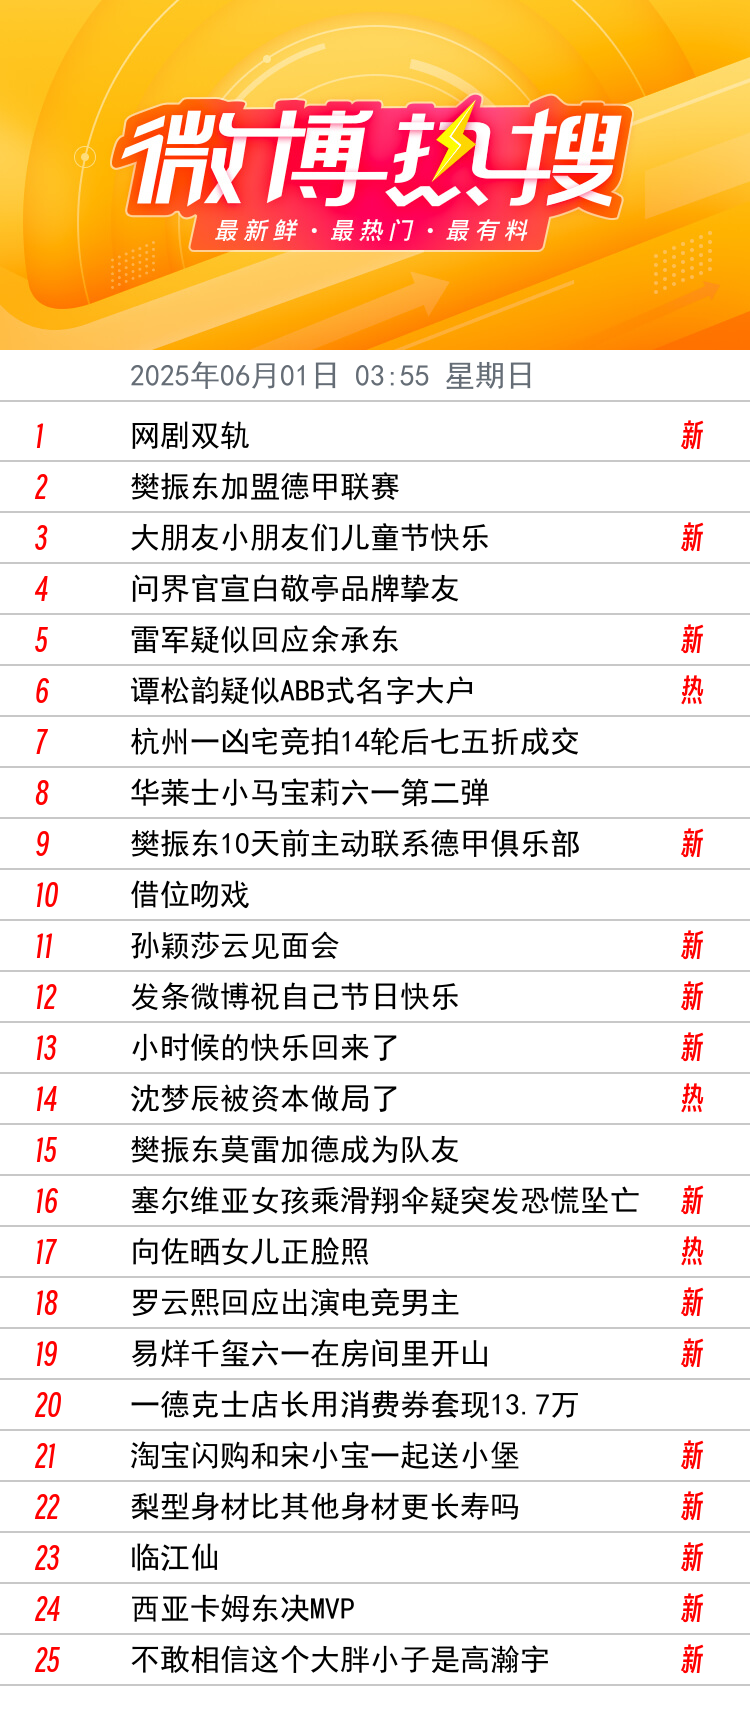 微博热搜
最新鲜·最热门·最有料
2025年06月01日 03:55 星期日
1 网剧双轨 新
2 樊振东加盟德甲联赛
3 大朋友小朋友们儿童节快乐 新
4 问界官宣白敬亭品牌挚友
5 雷军疑似回应余承东 新
6 谭松韵疑似ABB式名字大户 热
7 杭州一凶宅竞拍14轮后七五折成交
8 华莱士小马宝莉六一第二弹
9 樊振东10天前主动联系德甲俱乐部 新
10 借位吻戏
11 孙颖莎云见面会 新
12 发条微博祝自己节日快乐 新
13 小时候的快乐回来了 新
14 沈梦辰被资本做局了 热
15 樊振东莫雷加德成为队友
16 塞尔维亚女孩乘滑翔伞疑突发恐慌坠亡 新
17 向佐晒女儿正脸照 热
18 罗云熙回应出演电竞男主 新
19 易烊千玺六一在房间里开山 新
20 一德克士店长用消费券套现13.7万
21 淘宝闪购和宋小宝一起送小堡 新
22 梨型身材比其他身材更长寿吗 新
23 临江仙 新
24 西亚卡姆东决MVP 新
25 不敢相信这个大胖小子是高瀚宇 新